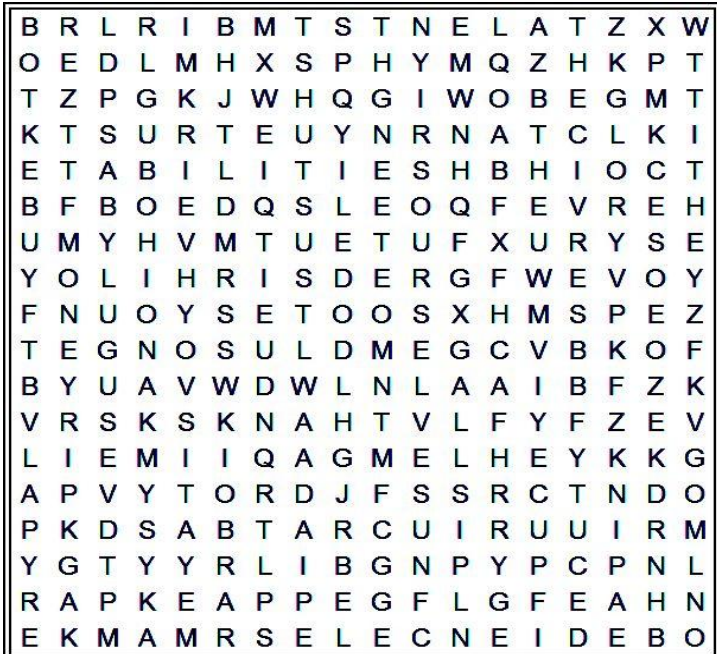 B R L R I B M T S T N E L A T Z X W
O E D L M H X S P H Y M Q Z H K P T
T Z P G K J W H Q G I W O B E G M T
K T S U R T E U Y N R N A T C L K I
E T A B I L I T I E S H B H I O C T
B F B O E D Q S L E O Q F E V R E H
U M Y H V M T U E T U F X U R Y S E
Y O L I H R I S D E R G F W E V O Y
F N U O Y S E T O O S X H M S P E Z
T E G N O S U L D M E G C V B K O F
B Y U A V W D W L N L A A I B F Z K
V R S K S K N A H T V L F Y F Z E V
L I E M I I Q A G M E L H E Y K K G
A P V Y T O R D J F S S R C T N D O
P K D S A B T A R C U I R U U I R M
Y G T Y Y R L I B G N P Y P C P N L
R A P K E A P P E G F L G F E A H N
E K M A M R S E L E C N E I D E B O